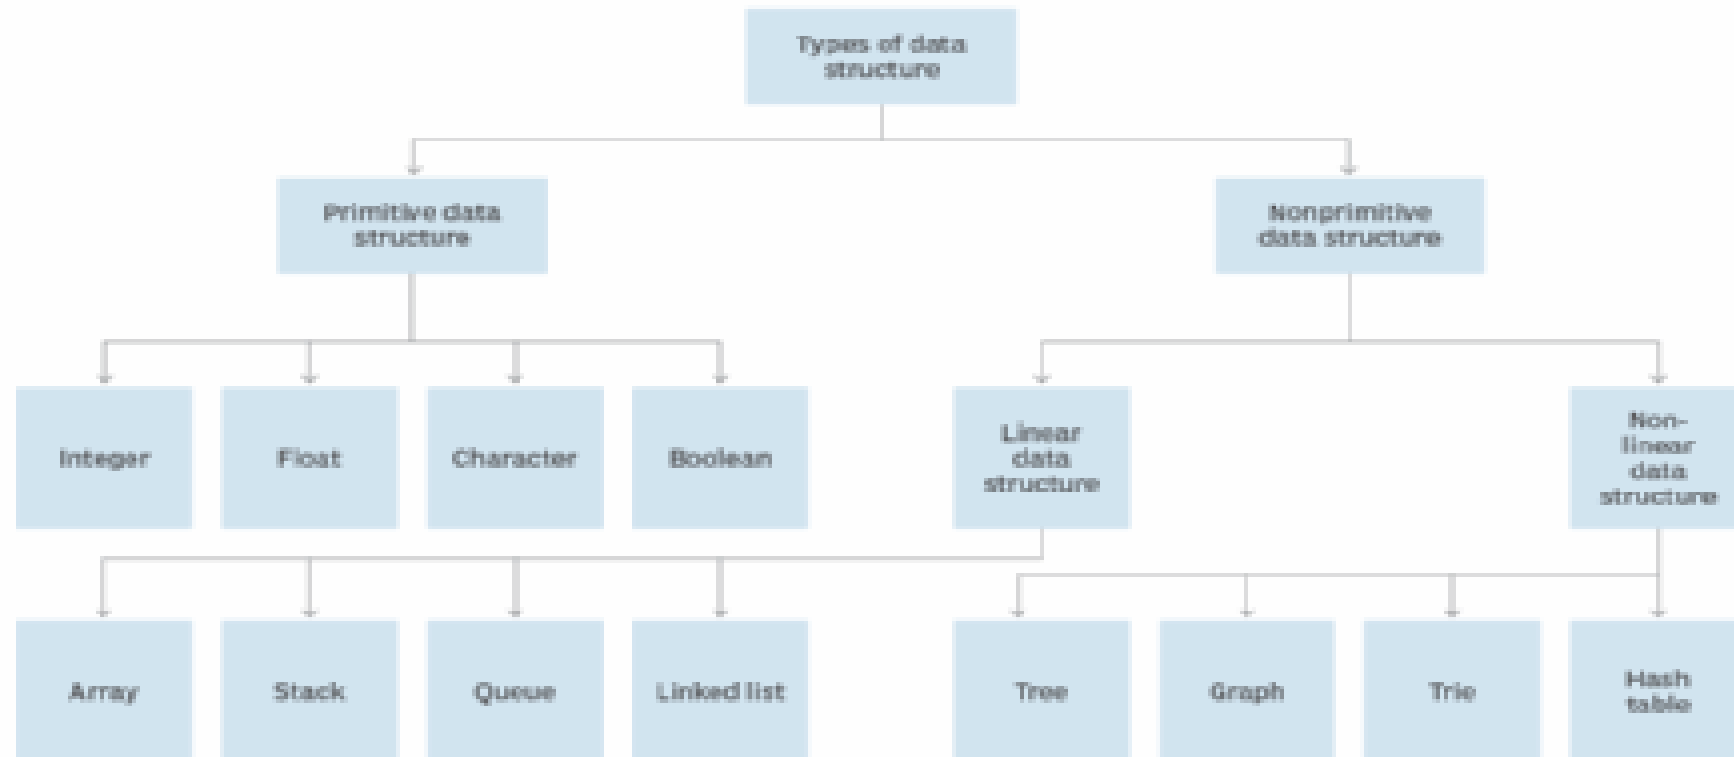 Types of data
structure
Primitive data
structure
Nonprimitive
data structure
Integer
Float
Character
Boolean
Linear
data
structure
Non-
linear
data
structure
Array
Stack
Queue
Linked list
Tree
Graph
Trie
Hash
table